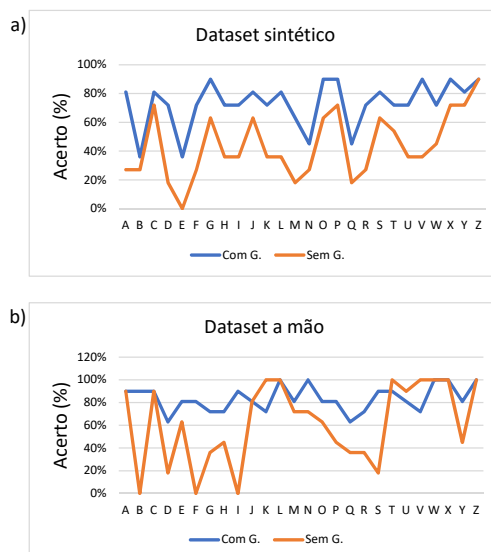 a)
Dataset sintético
Acerto (%)
100%
80%
60%
40%
20%
0%
A B C D E F G H I J K L M N O P Q R S T U V W X Y Z
Com G. Sem G.
b)
Dataset a mão
Acerto (%)
120%
100%
80%
60%
40%
20%
0%
A B C D E F G H I J K L M N O P Q R S T U V W X Y Z
Com G. Sem G.